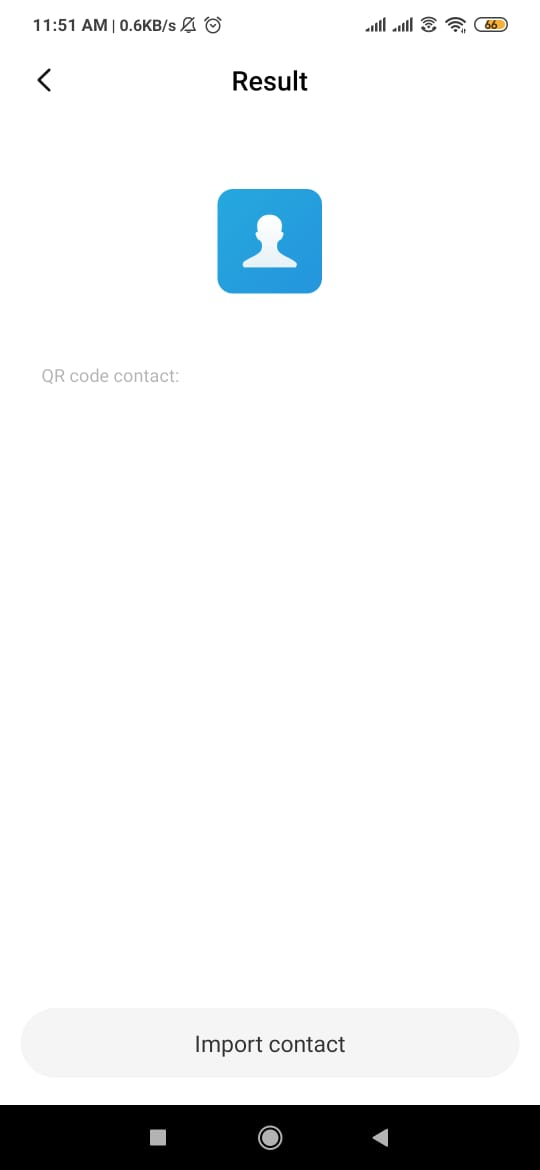 11:51 AM | 0.6KB/s
66
Result
QR code contact:
Import contact